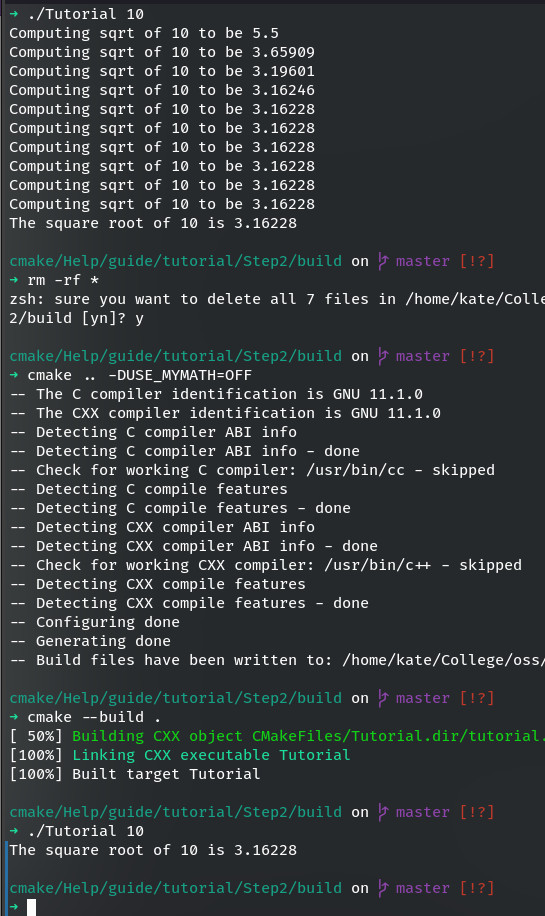 → ./Tutorial 10
Computing sqrt of 10 to be 5.5
Computing sqrt of 10 to be 3.65909
Computing sqrt of 10 to be 3.19601
Computing sqrt of 10 to be 3.16246
Computing sqrt of 10 to be 3.16228
Computing sqrt of 10 to be 3.16228
Computing sqrt of 10 to be 3.16228
Computing sqrt of 10 to be 3.16228
Computing sqrt of 10 to be 3.16228
Computing sqrt of 10 to be 3.16228
The square root of 10 is 3.16228
cmake/Help/guide/tutorial/Step2/build on master [!?]
→ rm -rf *
zsh: sure you want to delete all 7 files in /home/kate/Colle
2/build [yn]? y
cmake/Help/guide/tutorial/Step2/build on master [!?]
→ cmake .. -DUSE_MYMATH=OFF
-- The C compiler identification is GNU 11.1.0
-- The CXX compiler identification is GNU 11.1.0
-- Detecting C compiler ABI info
-- Detecting C compiler ABI info - done
-- Check for working C compiler: /usr/bin/cc - skipped
-- Detecting C compile features
-- Detecting C compile features - done
-- Detecting CXX compiler ABI info
-- Detecting CXX compiler ABI info - done
-- Check for working CXX compiler: /usr/bin/c++ - skipped
-- Detecting CXX compile features
-- Detecting CXX compile features - done
-- Configuring done
-- Generating done
-- Build files have been written to: /home/kate/College/oss/
cmake/Help/guide/tutorial/Step2/build on master [!?]
→ cmake --build .
[ 50%] Building CXX object CMakeFiles/Tutorial.dir/tutorial.
[100%] Linking CXX executable Tutorial
[100%] Built target Tutorial
cmake/Help/guide/tutorial/Step2/build on master [!?]
→ ./Tutorial 10
The square root of 10 is 3.16228
cmake/Help/guide/tutorial/Step2/build on master [!?]
→